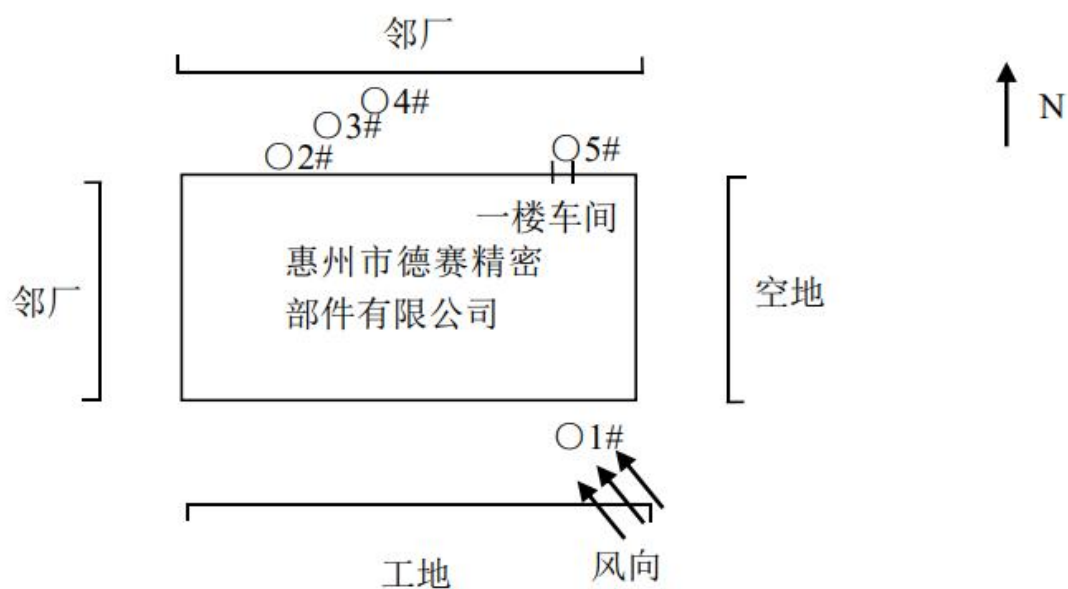 邻厂
○4#
N
○3#
○2#
○5#
一楼车间
惠州市德赛精密
部件有限公司
邻厂
空地
○1#
风向
工地